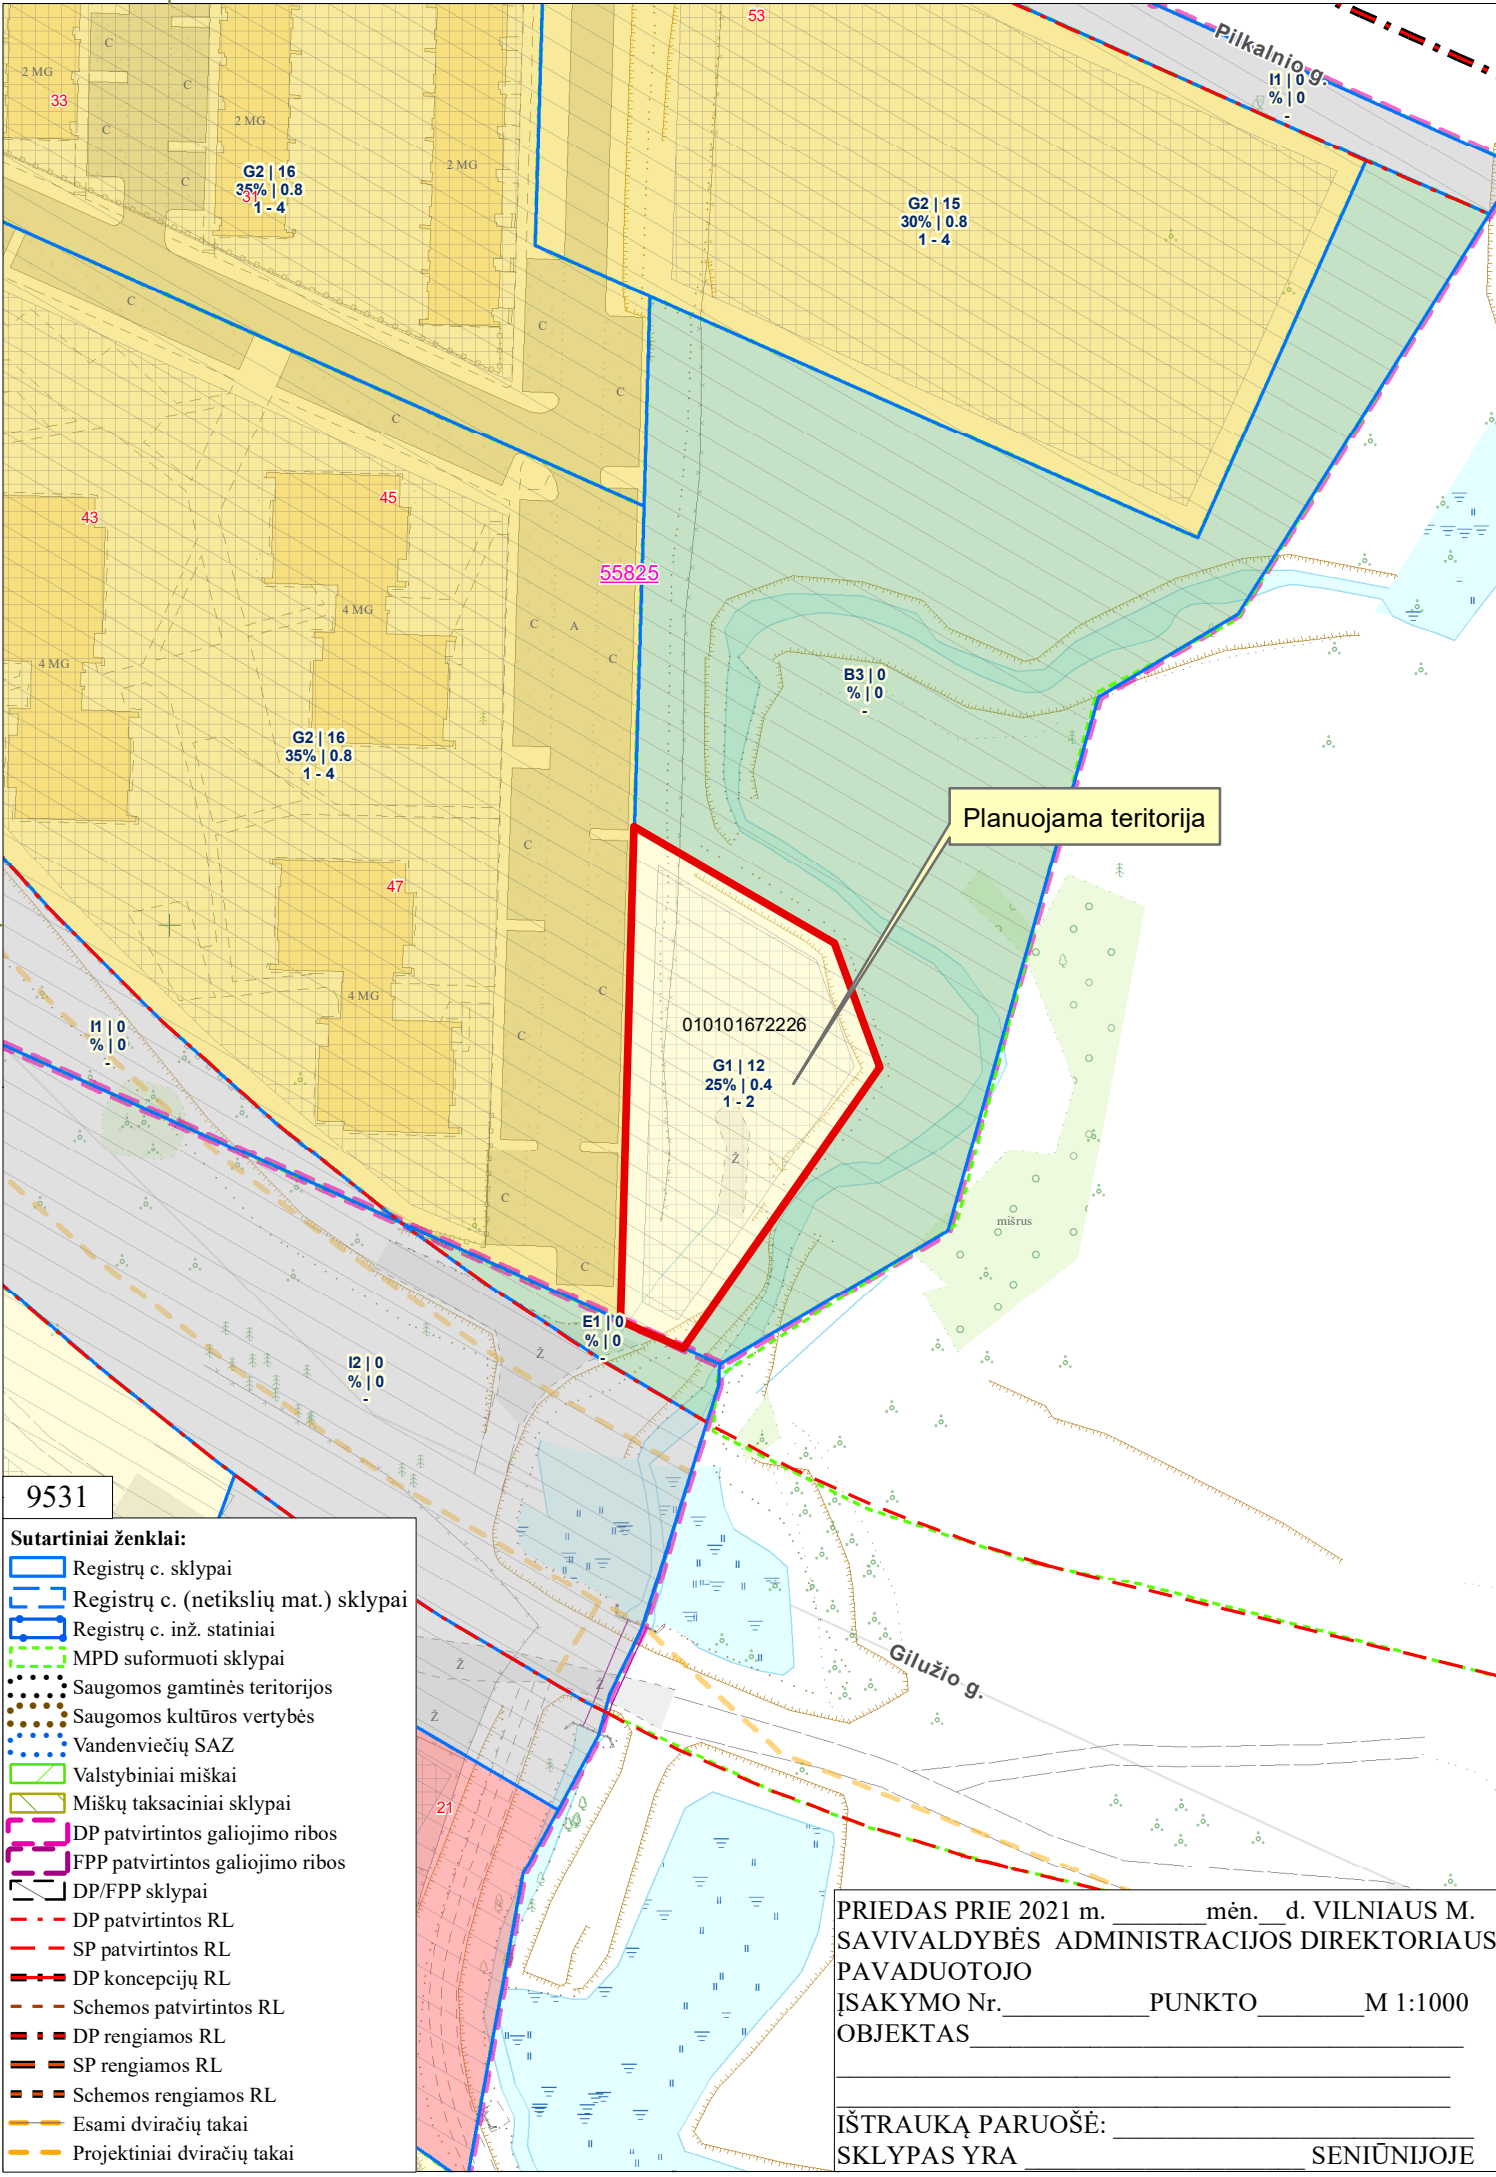 53
Pilkalnio g.
I1 | 0
% | 0
-
C
2 MG
33
C
C
2 MG
C
2 MG
G2 | 16
35% | 0.8
31
1 - 4
C
G2 | 15
30% | 0.8
1 - 4
C
C
C
C
45
43
55825
4 MG
C
A
C
4 MG
B3 | 0
% | 0
-
G2 | 16
35% | 0.8
1 - 4
Planuojama teritorija
C
47
4 MG
C
C
010101672226
I1 | 0
% | 0
-
G1 | 12
25% | 0.4
1 - 2
Ž
C
mišrus
C
E1 | 0
% | 0
-
Ž
I2 | 0
% | 0
-
9531
Gilužio g.
Ž
Ž
Ž
21
Sutartiniai ženklai:
Registrų c. sklypai
Registrų c. (netikslių mat.) sklypai
Registrų c. inž. statiniai
MPD suformuoti sklypai
Saugomos gamtinės teritorijos
Saugomos kultūros vertybės
Vandenviečių SAZ
Valstybiniai miškai
Miškų taksaciniai sklypai
DP patvirtintos galiojimo ribos
FPP patvirtintos galiojimo ribos
DP/FPP sklypai
DP patvirtintos RL
SP patvirtintos RL
DP koncepcijų RL
Schemos patvirtintos RL
DP rengiamos RL
SP rengiamos RL
Schemos rengiamos RL
Esami dviračių takai
Projektiniai dviračių takai
PRIEDAS PRIE 2021 m. _______mėn.__d. VILNIAUS M.
SAVIVALDYBĖS ADMINISTRACIJOS DIREKTORIAUS
PAVADUOTOJO
ĮSAKYMO Nr.___________PUNKTO________M 1:1000
OBJEKTAS_____________________________________
IŠTRAUKĄ PARUOŠĖ: ___________________________
SKLYPAS YRA _____________________ SENIŪNIJOJE